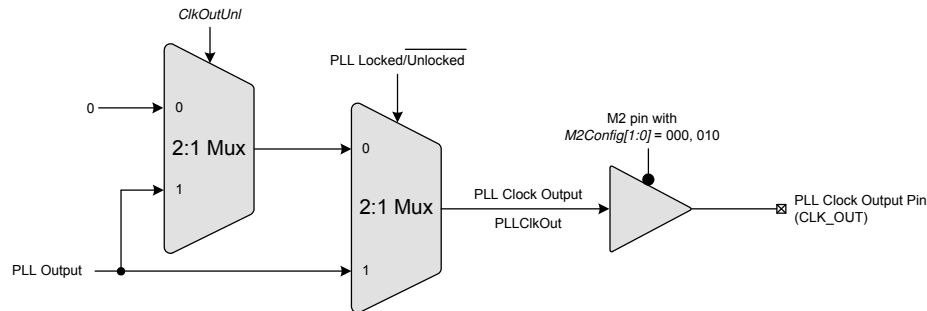 ClkOutUnl
PLL Locked/Unlocked
0
0
2:1 Mux
1
M2 pin with
M2Config[1:0] = 000, 010
0
2:1 Mux
1
PLL Clock Output
PLLClkOut
PLL Clock Output Pin
(CLK_OUT)
PLL Output